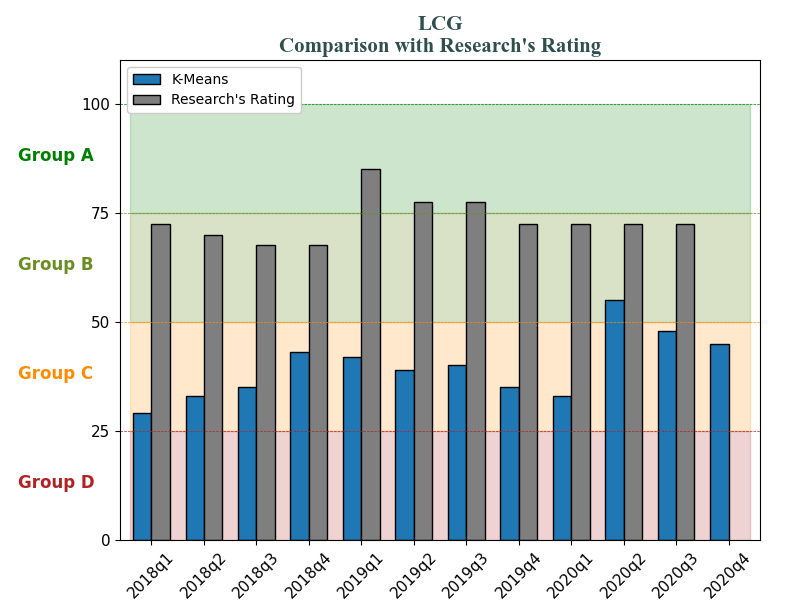 LCG
Comparison with Research's Rating
K-Means
Research's Rating
100
Group A
75
Group B
50
Group C
25
Group D
0
2018q1
2018q2
2018q3
2018q4
2019q1
2019q2
2019q3
2019q4
2020q1
2020q2
2020q3
2020q4